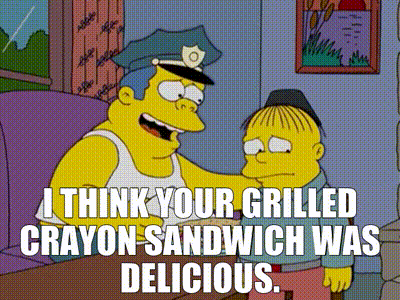 I THINK YOUR GRILLED
CRAYON SANDWICH WAS
DELICIOUS.